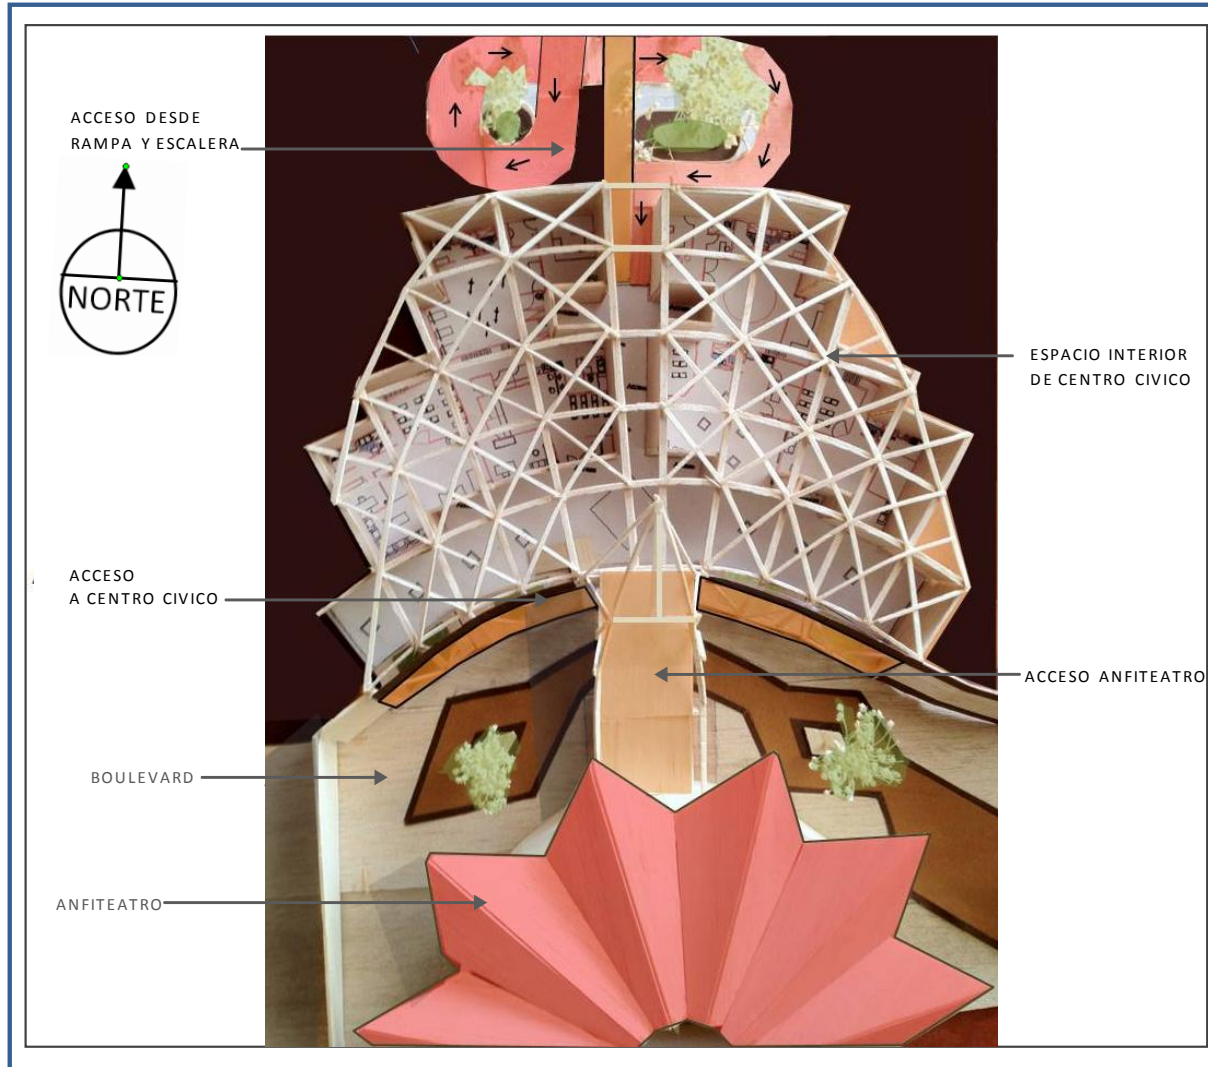 ACCESO DESDE
RAMPA Y ESCALERA
NORTE
ESPACIO INTERIOR
DE CENTRO CIVICO
ACCESO
A CENTRO CIVICO
ACCESO ANFITEATRO
BOULEVARD
ANFITEATRO